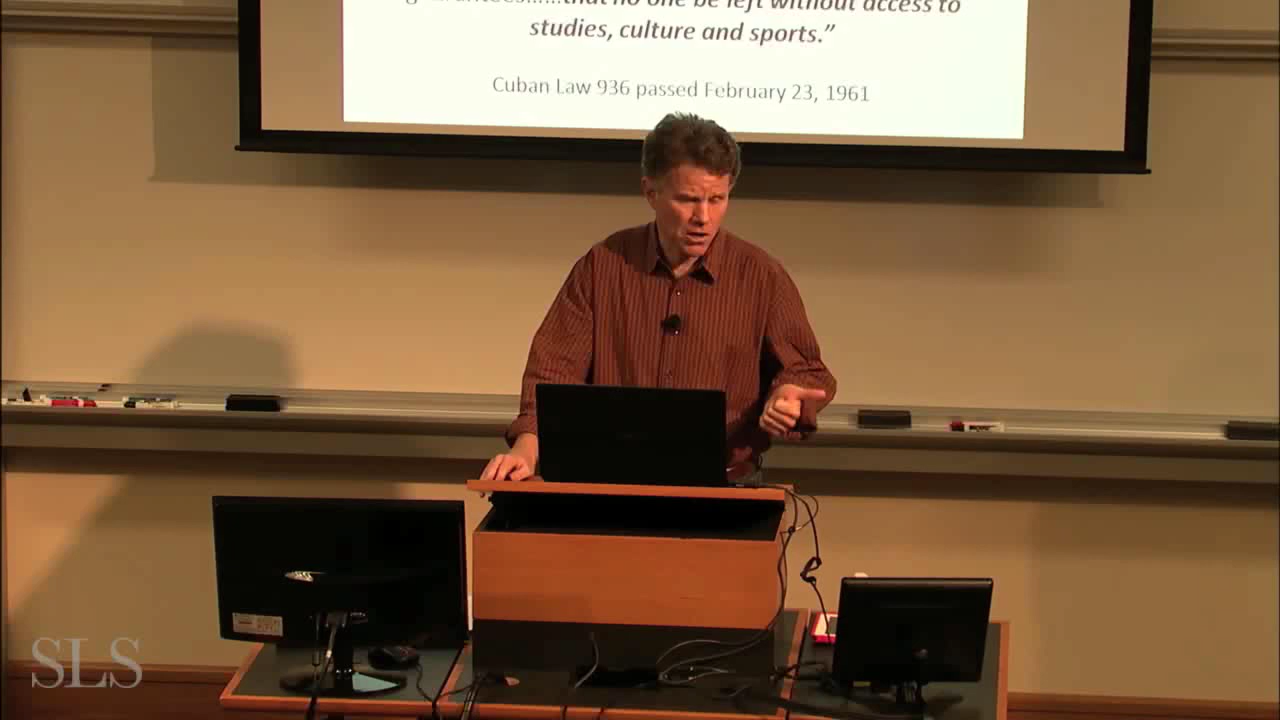 guarantees……that no one be left without access to
studies, culture and sports.”
Cuban Law 936 passed February 23, 1961
SLS